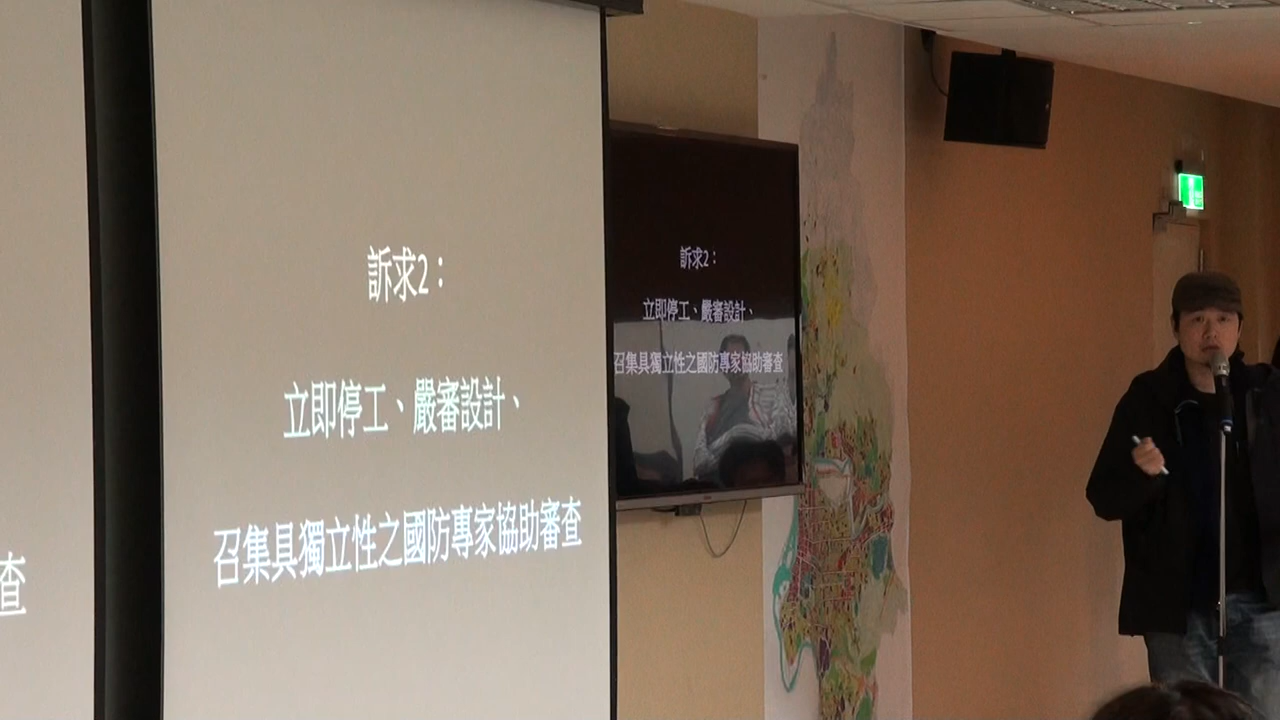 訴求2：
立即停工、嚴審設計、
召集具獨立性之國防專家協助審查
訴求2：
立即停工、嚴審設計、
召集具獨立性之國防專家協助審查
查